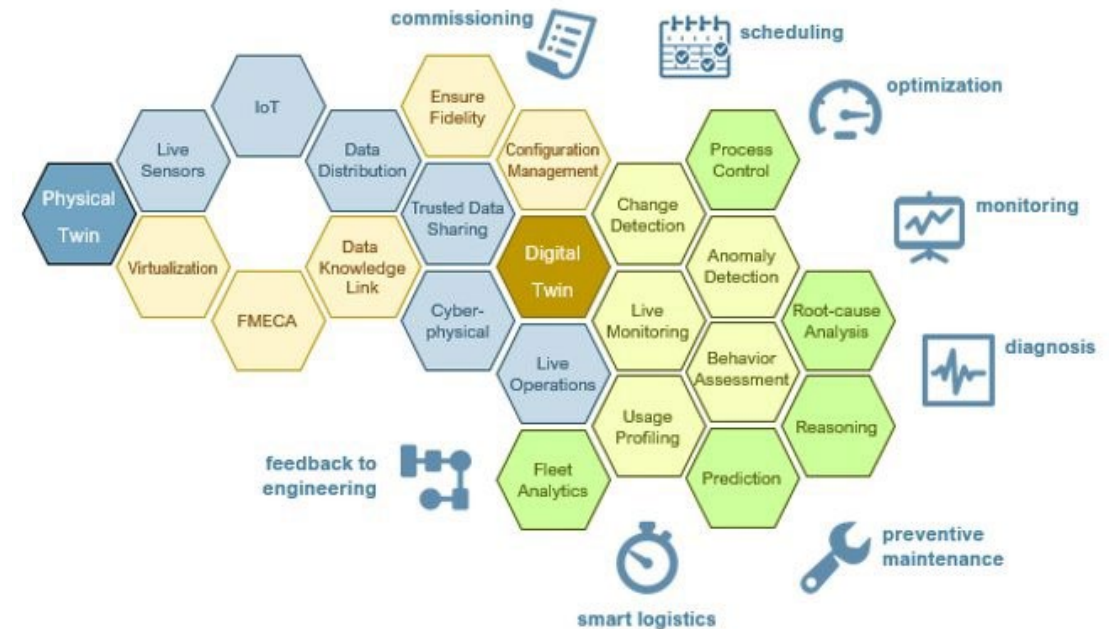 commissioning
scheduling
optimization
monitoring
diagnosis
preventive
maintenance
smart logistics
feedback to
engineering
Physical
Twin
Live
Sensors
IoT
Virtualization
FMECA
Data
Distribution
Data
Knowledge
Link
Ensure
Fidelity
Trusted Data
Sharing
Cyber-
physical
Configuration
Management
Digital
Twin
Live
Operations
Fleet
Analytics
Change
Detection
Live
Monitoring
Usage
Profiling
Process
Control
Anomaly
Detection
Behavior
Assessment
Prediction
Root-cause
Analysis
Reasoning